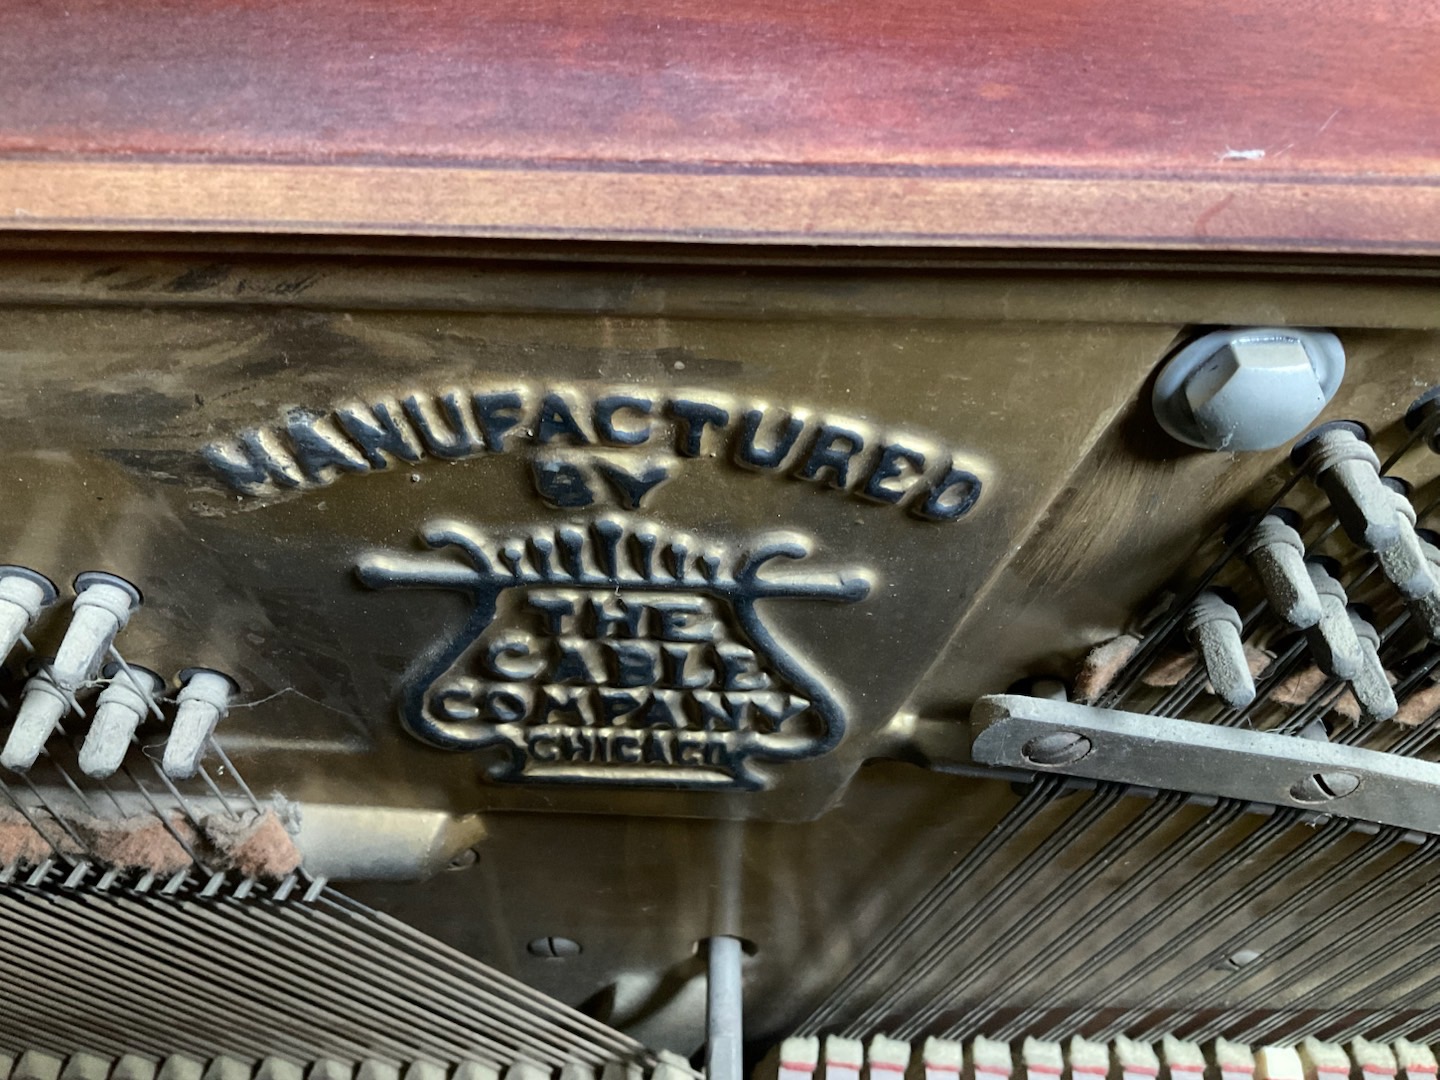 MANUFACTURED
BY
THE
CABLE
COMPANY
CHICAGO